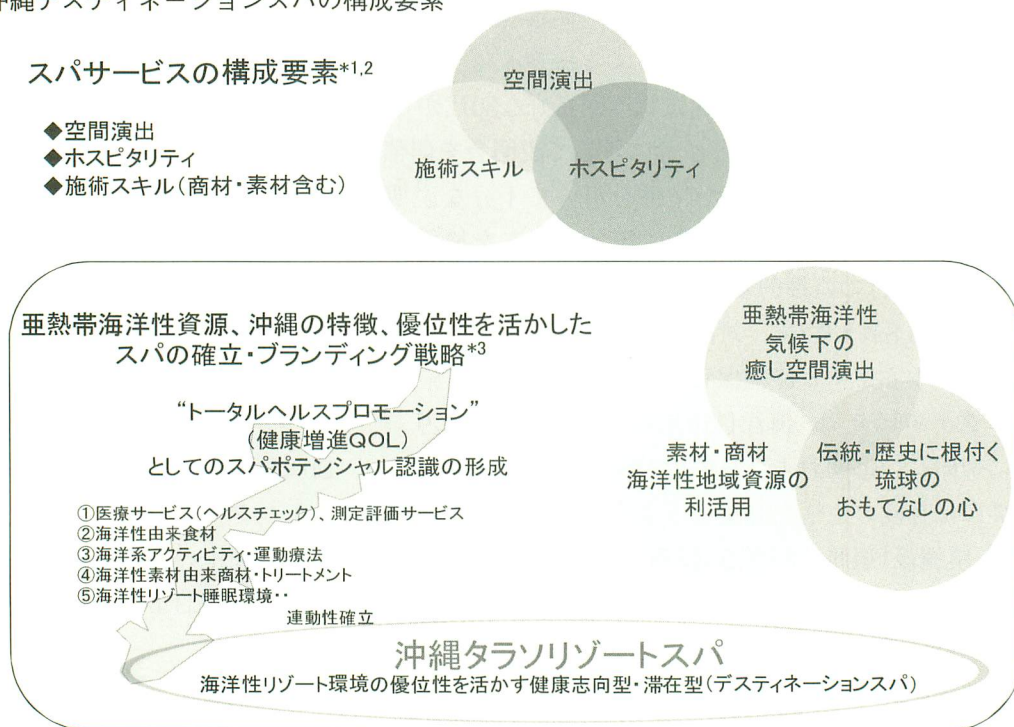 沖縄デスティネーションスパの構成要素
スパサービスの構成要素*1,2
◆空間演出
◆ホスピタリティ
◆施術スキル(商材・素材含む)
空間演出
施術スキル
ホスピタリティ
亜熱帯海洋性資源、沖縄の特徴、優位性を活かした
スパの確立・ブランディング戦略*3
“トータルヘルスプロモーション”
(健康増進QOL)
としてのスパポテンシャル認識の形成
①医療サービス(ヘルスチェック)、測定評価サービス
②海洋性由来食材
③海洋系アクティビティ・運動療法
④海洋性素材由来商材・トリートメント
⑤海洋性リゾート睡眠環境‥
連動性確立
亜熱帯海洋性
気候下の
癒し空間演出
素材・商材
海洋性地域資源の
利活用
伝統・歴史に根付く
琉球の
おもてなしの心
沖縄タラソリゾートスパ
海洋性リゾート環境の優位性を活かす健康志向型・滞在型(デスティネーションスパ)